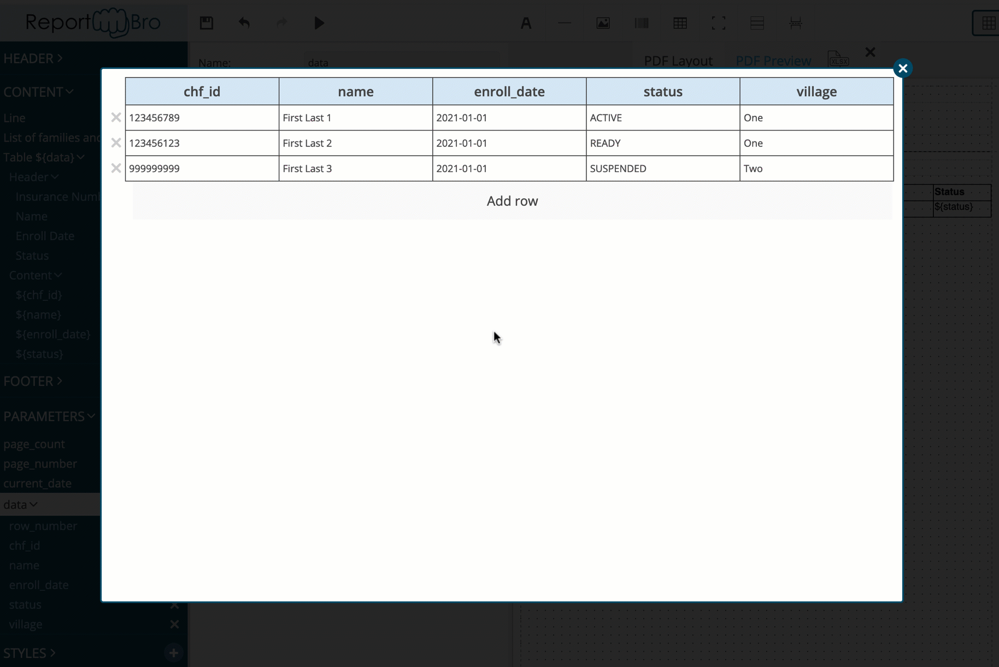 ReportBro
A
HEADER
Name:
data
PDF Layout
PDF Preview
XLSX
CONTENT
Line
List of families and
Table ${data}
Header
Insurance Numb
Name
Enroll Date
Status
Content
${chf_id}
${name}
${enroll_date}
${status}
FOOTER
PARAMETERS
page_count
page_number
current_date
data
row_number
chf_id
name
enroll_date
status
village
STYLES
chf_id name enroll_date status village
123456789 First Last 1 2021-01-01 ACTIVE One
123456123 First Last 2 2021-01-01 READY One
999999999 First Last 3 2021-01-01 SUSPENDED Two
Add row
Status
${status}